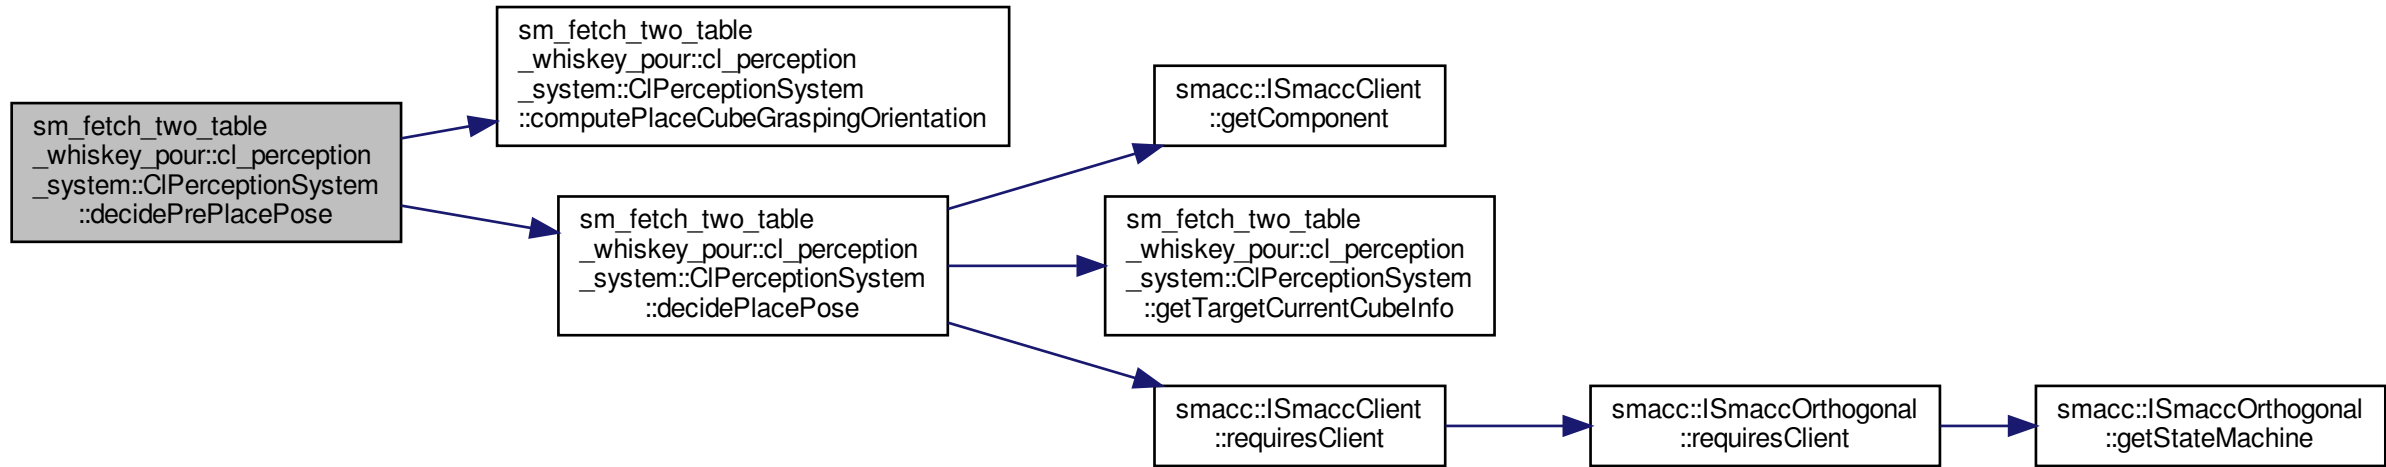 sm_fetch_two_table
_whiskey_pour::cl_perception
_system::ClPerceptionSystem
::decidePrePlacePose
sm_fetch_two_table
_whiskey_pour::cl_perception
_system::ClPerceptionSystem
::computePlaceCubeGraspingOrientation
sm_fetch_two_table
_whiskey_pour::cl_perception
_system::ClPerceptionSystem
::decidePlacePose
smacc::ISmaccClient
::getComponent
sm_fetch_two_table
_whiskey_pour::cl_perception
_system::ClPerceptionSystem
::getTargetCurrentCubeInfo
smacc::ISmaccClient
::requiresClient
smacc::ISmaccOrthogonal
::requiresClient
smacc::ISmaccOrthogonal
::getStateMachine